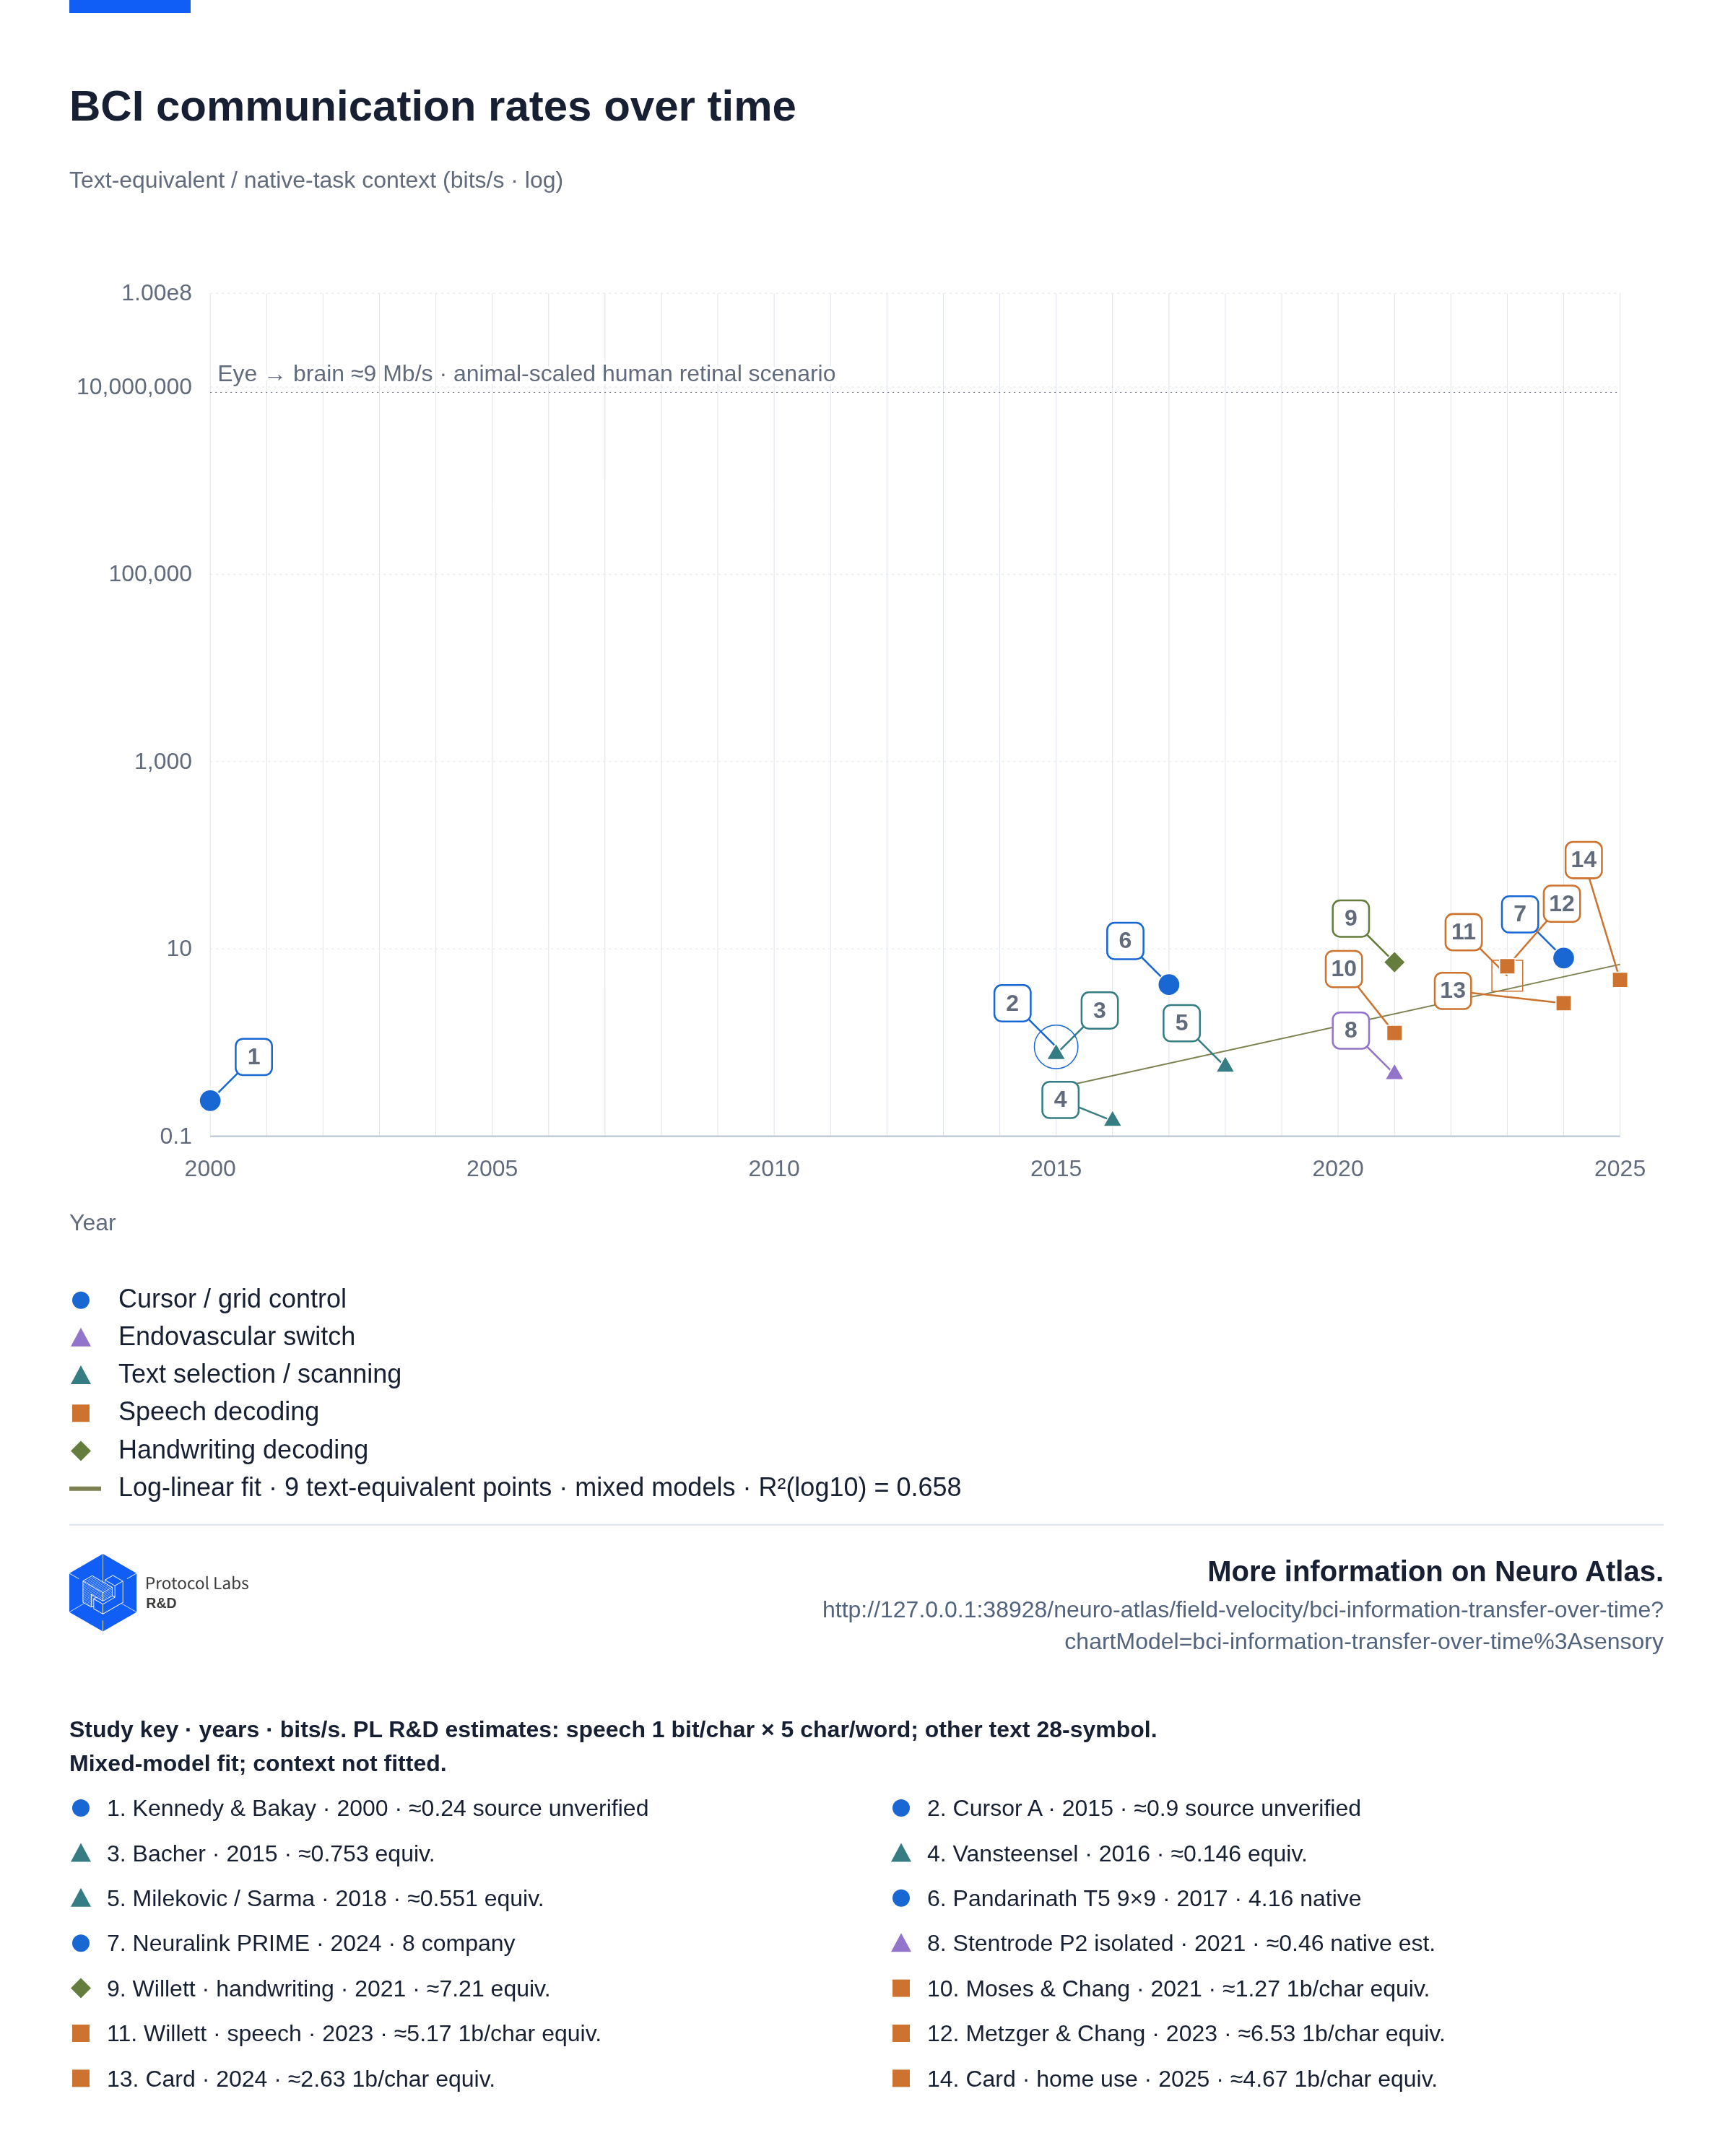 BCI communication rates over time
Text-equivalent / native-task context (bits/s · log)
1.00e8
Eye → brain ≈9 Mb/s · animal-scaled human retinal scenario
10,000,000
100,000
1,000
14
12
7
9
11
6
10
10
13
2
3
5
8
1
4
0.1
2000
2005
2010
2015
2020
2025
Year
Cursor / grid control
Endovascular switch
Text selection / scanning
Speech decoding
Handwriting decoding
Log-linear fit · 9 text-equivalent points · mixed models · R²(log10) = 0.658
Protocol Labs
R&D
More information on Neuro Atlas.
http://127.0.0.1:38928/neuro-atlas/field-velocity/bci-information-transfer-over-time?
chartModel=bci-information-transfer-over-time%3Asensory
Study key · years · bits/s. PL R&D estimates: speech 1 bit/char × 5 char/word; other text 28-symbol.
Mixed-model fit; context not fitted.
1. Kennedy & Bakay · 2000 · ≈0.24 source unverified
2. Cursor A · 2015 · ≈0.9 source unverified
3. Bacher · 2015 · ≈0.753 equiv.
4. Vansteensel · 2016 · ≈0.146 equiv.
5. Milekovic / Sarma · 2018 · ≈0.551 equiv.
6. Pandarinath T5 9×9 · 2017 · 4.16 native
7. Neuralink PRIME · 2024 · 8 company
8. Stentrode P2 isolated · 2021 · ≈0.46 native est.
9. Willett · handwriting · 2021 · ≈7.21 equiv.
10. Moses & Chang · 2021 · ≈1.27 1b/char equiv.
11. Willett · speech · 2023 · ≈5.17 1b/char equiv.
12. Metzger & Chang · 2023 · ≈6.53 1b/char equiv.
13. Card · 2024 · ≈2.63 1b/char equiv.
14. Card · home use · 2025 · ≈4.67 1b/char equiv.